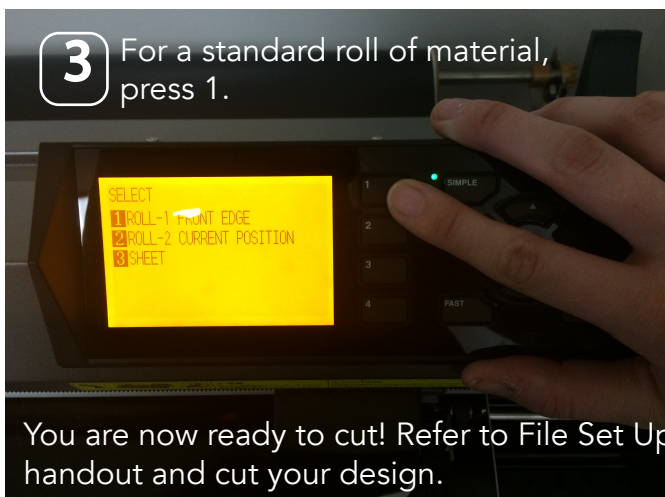 3
For a standard roll of material,
press 1.
SELECT
1 ROLL-1 FRONT EDGE
2 ROLL-2 CURRENT POSITION
3 SHEET
1
SIMPLE
2
3
4
FAST
You are now ready to cut! Refer to File Set Up
handout and cut your design.